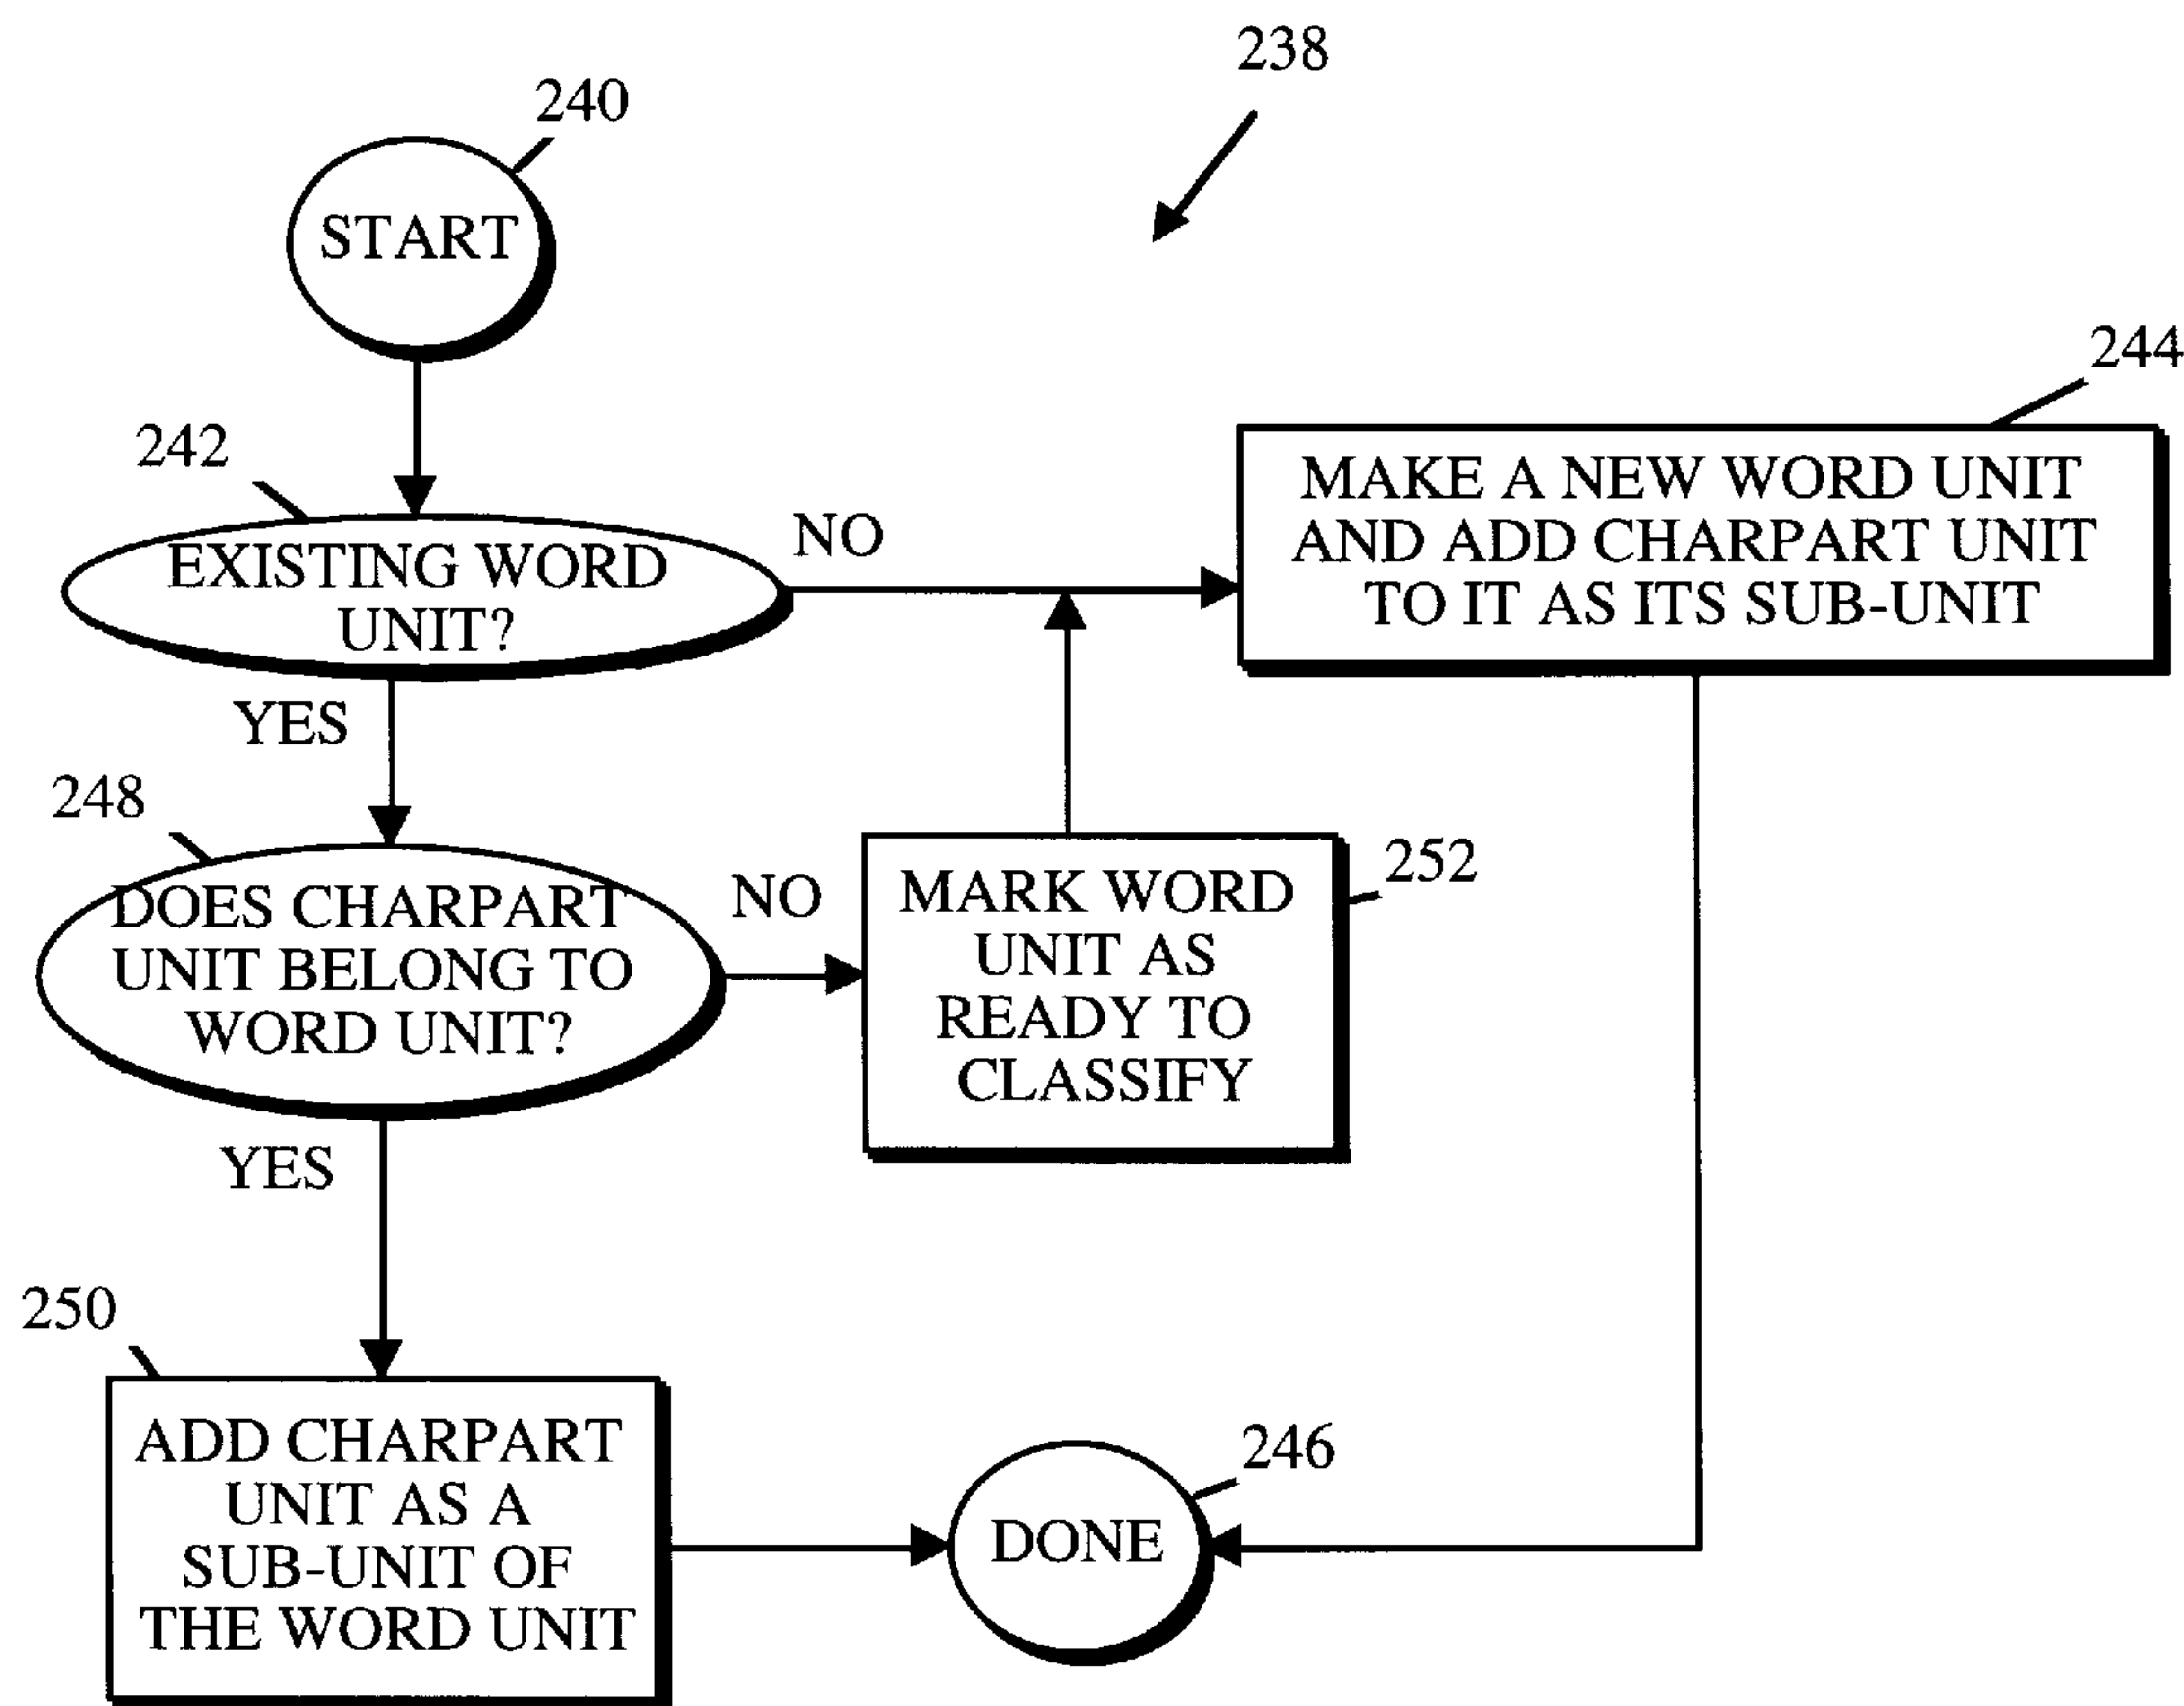 238
240
START
244
242
EXISTING WORD
UNIT?
NO
MAKE A NEW WORD UNIT
AND ADD CHARPART UNIT
TO IT AS ITS SUB-UNIT
YES
248
DOES CHARPART
UNIT BELONG TO
WORD UNIT?
NO
252
MARK WORD
UNIT AS
READY TO
CLASSIFY
YES
250
ADD CHARPART
UNIT AS A
SUB-UNIT OF
THE WORD UNIT
246
DONE